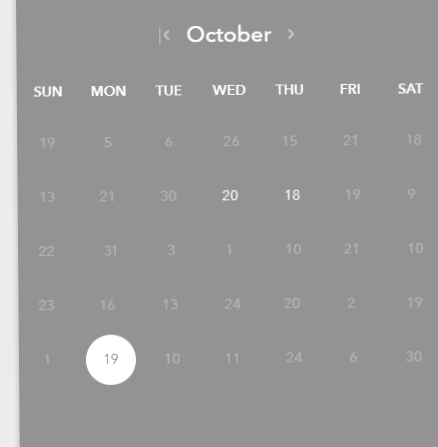 |< October >
SUN MON TUE WED THU FRI SAT
19 5 6 26 15 21 18
13 21 30 20 18 19 9
22 31 3 1 10 21 10
23 16 13 24 20 2 19
1 19 10 11 24 6 30